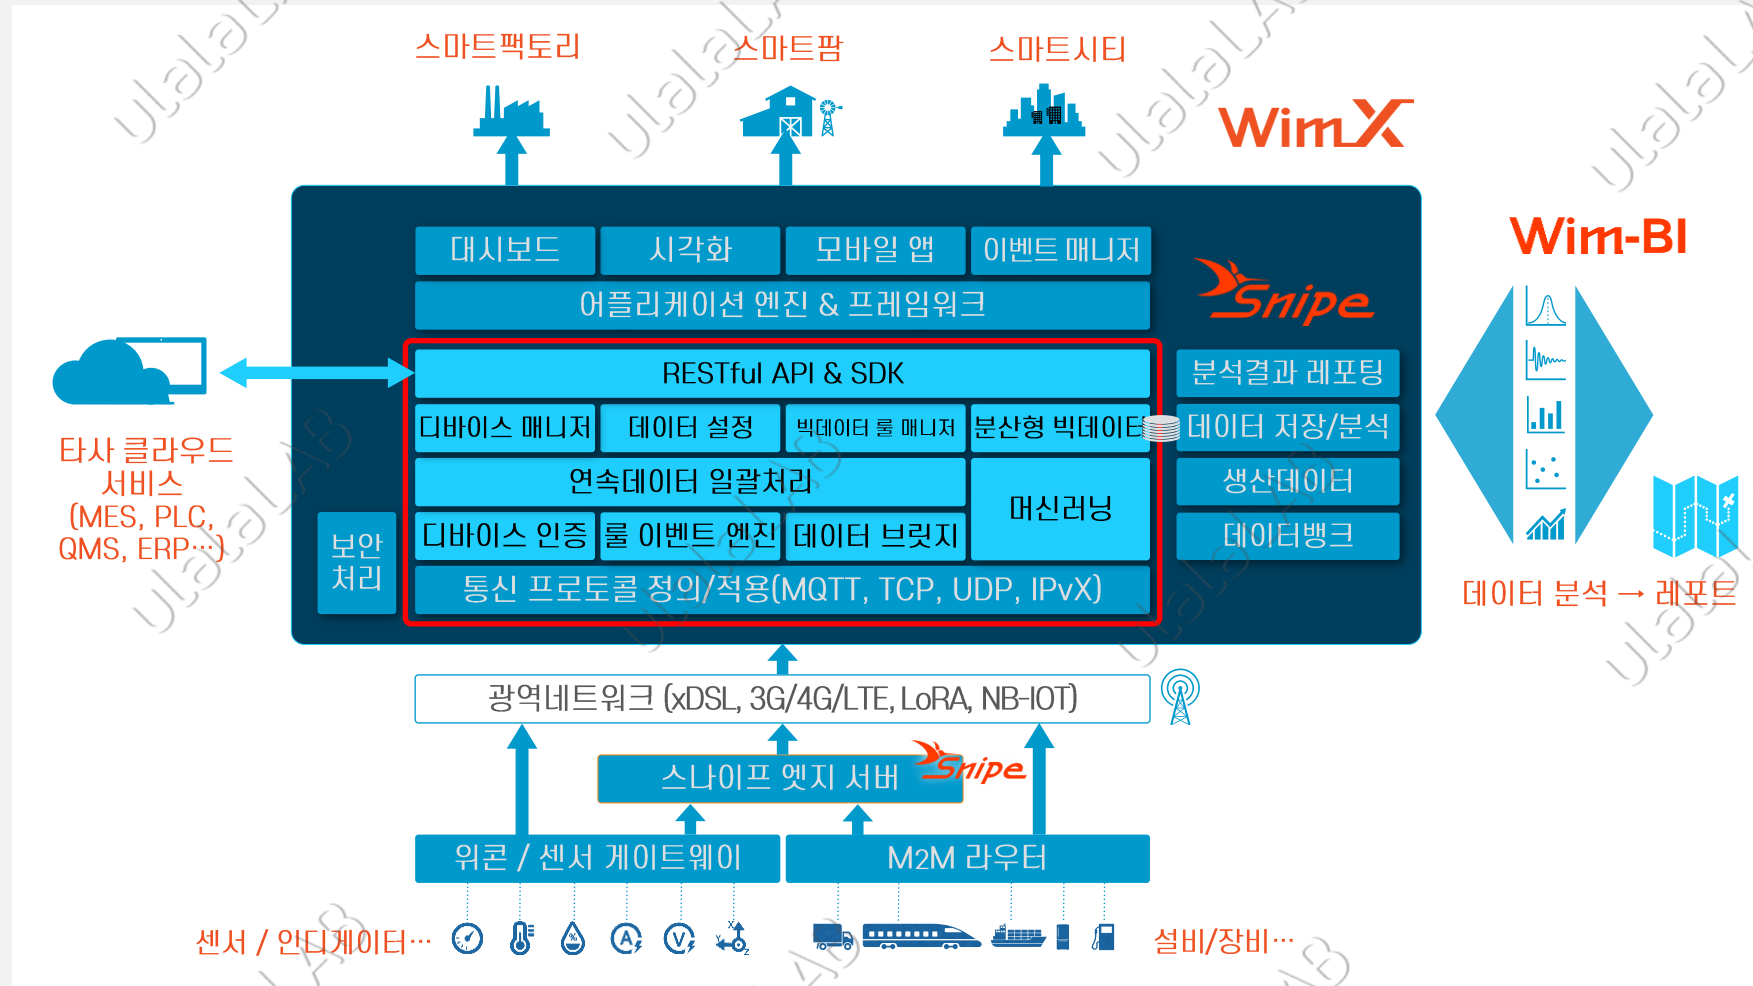 스마트팩토리
스마트팜
스마트시티
WimX
Wim-BI
대시보드
시각화
모바일 앱
이벤트 매니저
어플리케이션 엔진 & 프레임워크
Snipe
RESTful API & SDK
분석결과 레포팅
디바이스 매니저
데이터 설정
빅데이터 룰 매니저
분산형 빅데이터
데이터 저장/분석
연속데이터 일괄처리
머신러닝
생산데이터
디바이스 인증
룰 이벤트 엔진
데이터 브릿지
데이터뱅크
보안
처리
통신 프로토콜 정의/적용(MQTT, TCP, UDP, IPvX)
타사 클라우드
서비스
(MES, PLC,
QMS, ERP…)
데이터 분석 → 레포트
광역네트워크 (xDSL, 3G/4G/LTE, LoRA, NB-IOT)
스나이프 엣지 서버
Snipe
위콘 / 센서 게이트웨이
M2M 라우터
센서 / 인디게이터…
%
A
V
X
Y
Z
설비/장비…
UlalaLAB
UlalaLAB
UlalaLAB
UlalaLAB
UlalaLAB
UlalaLAB
UlalaLAB